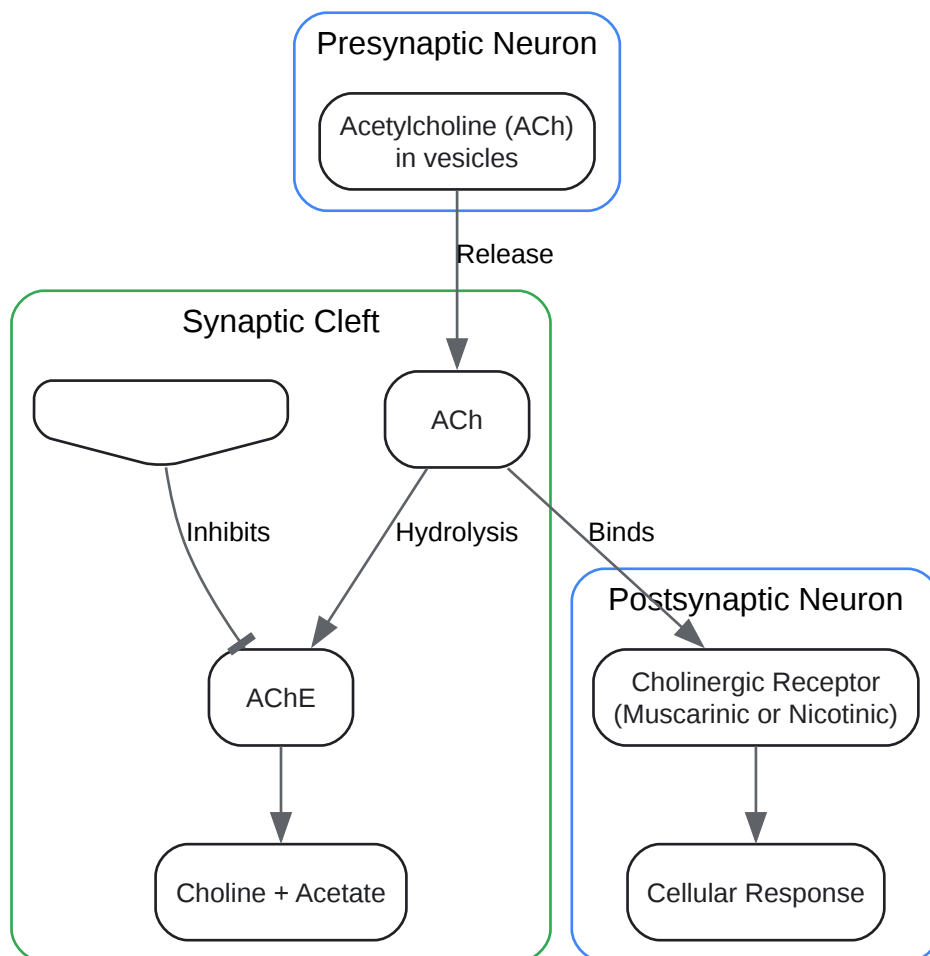 Presynaptic Neuron
Acetylcholine (ACh)
in vesicles
Release
Synaptic Cleft
ACh
Inhibits
Hydrolysis
Binds
Postsynaptic Neuron
AChE
Cholinergic Receptor
(Muscarinic or Nicotinic)
Choline + Acetate
Cellular Response